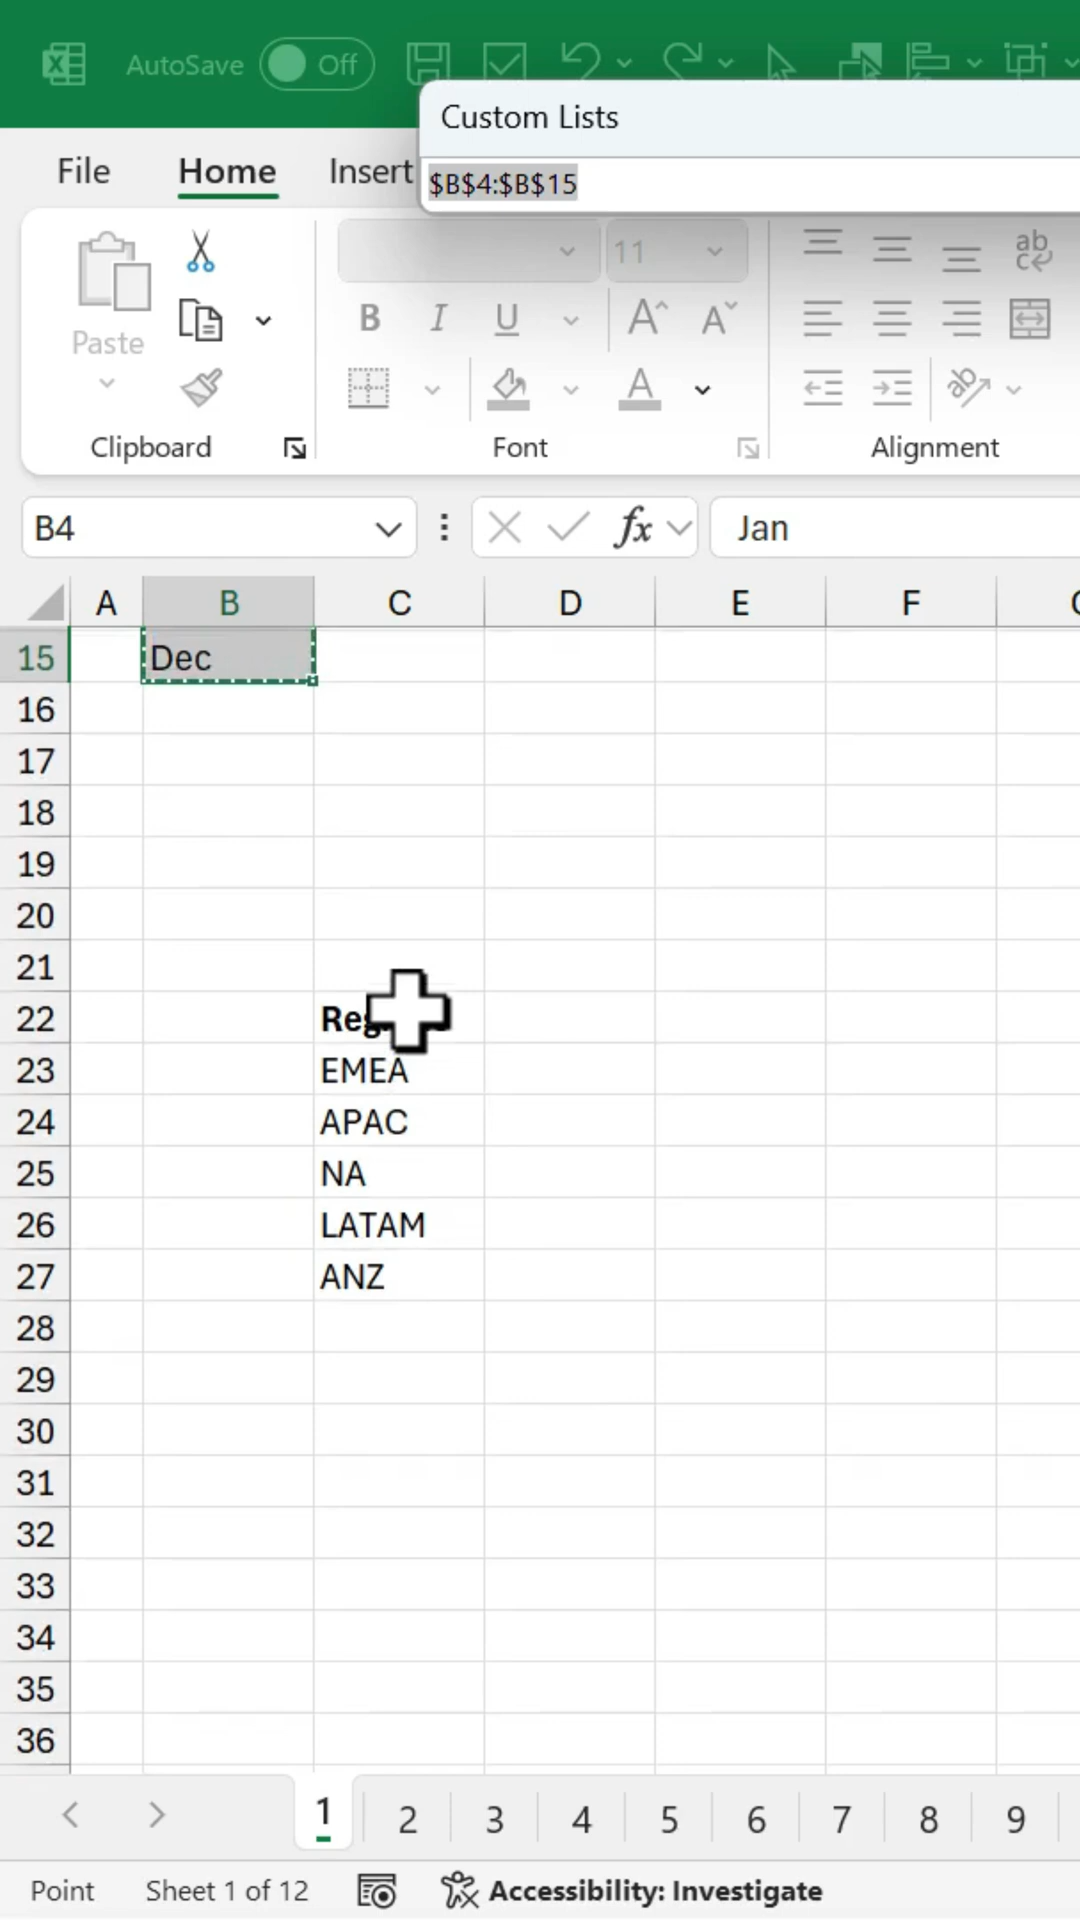 AutoSave Off
Custom Lists
File Home Insert
$B$4:$B$15
Paste
11
B I U A A A
ab
c
ab
Clipboard Font Alignment
B4 fx Jan
A B C D E F
15 Dec
16
17
18
19
20
21
22
23 EMEA
24 APAC
25 NA
26 LATAM
27 ANZ
28
29
30
31
32
33
34
35
36
1 2 3 4 5 6 7 8 9
Point Sheet 1 of 12 Accessibility: Investigate